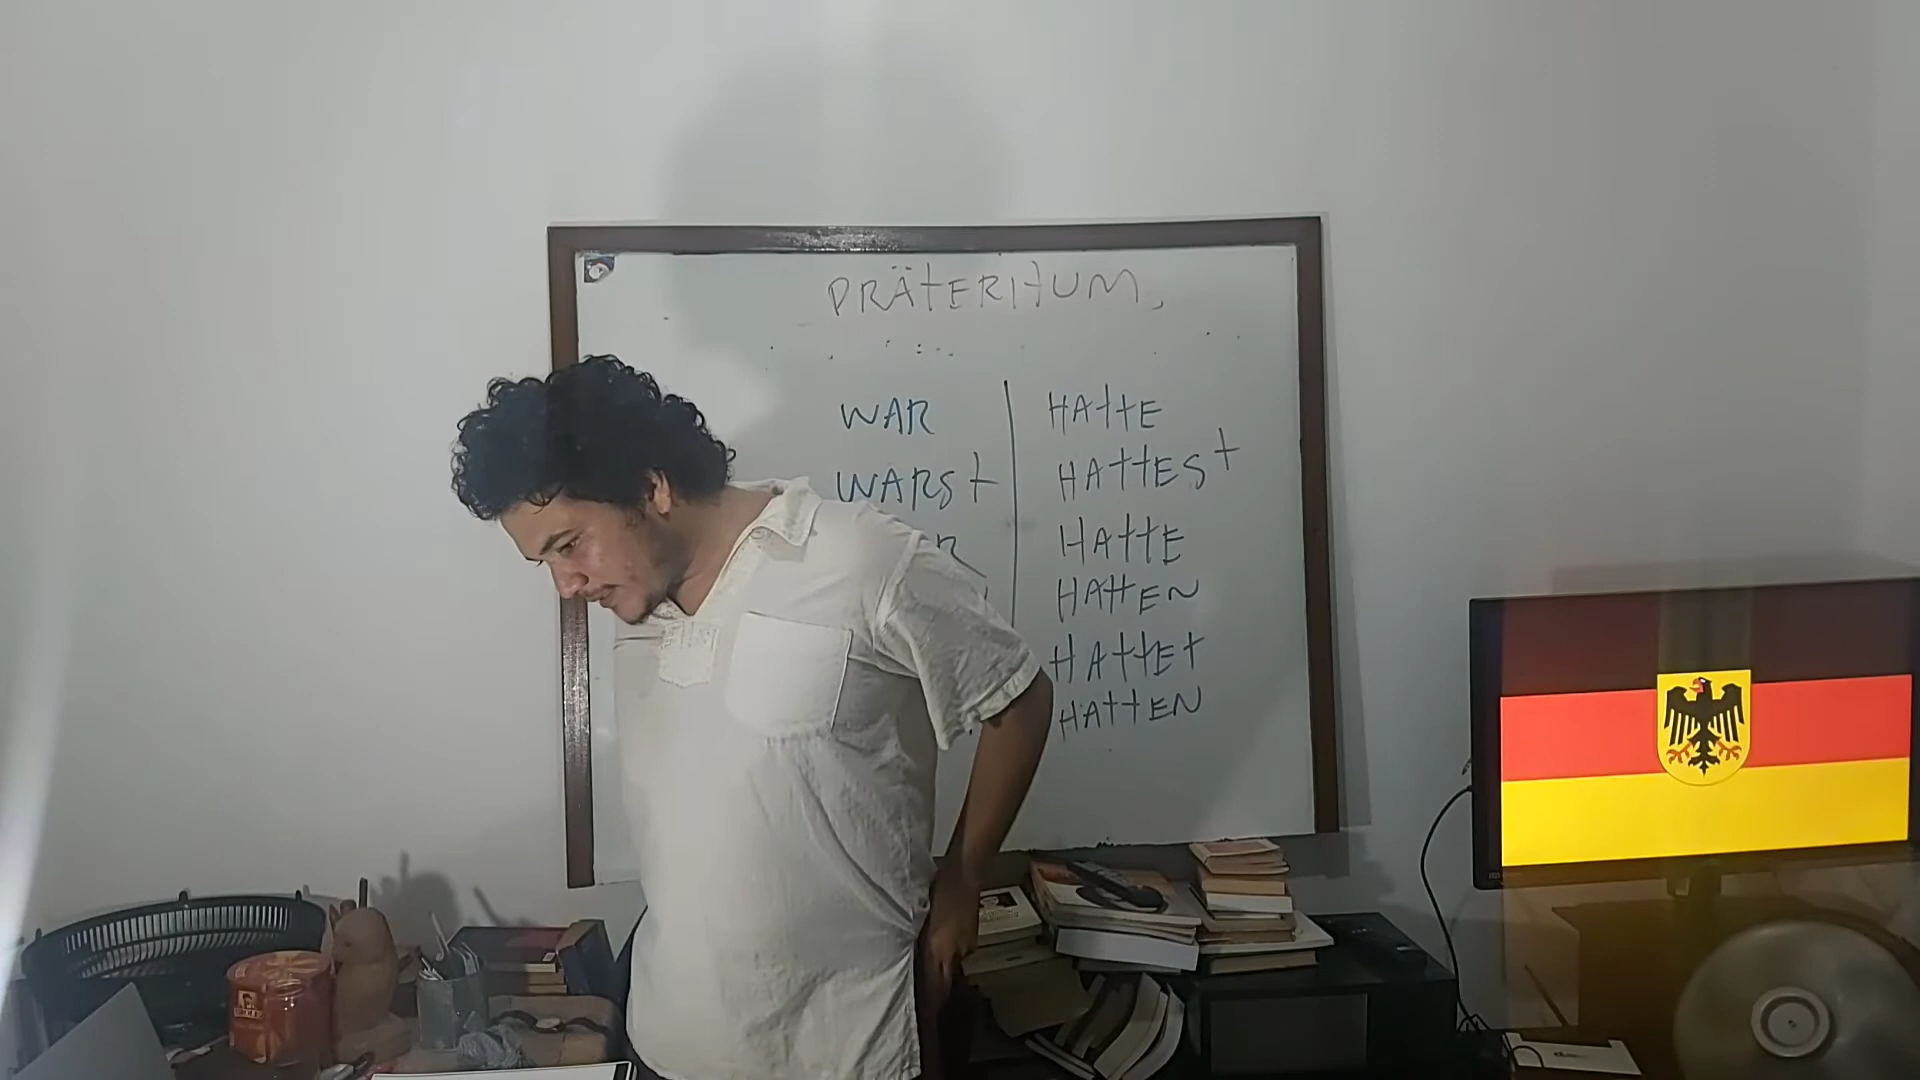 PRÄTERITUM,
WAR HATTE
WARST HATTEST
HATTE
HATTEN
HATTET
HATTEN